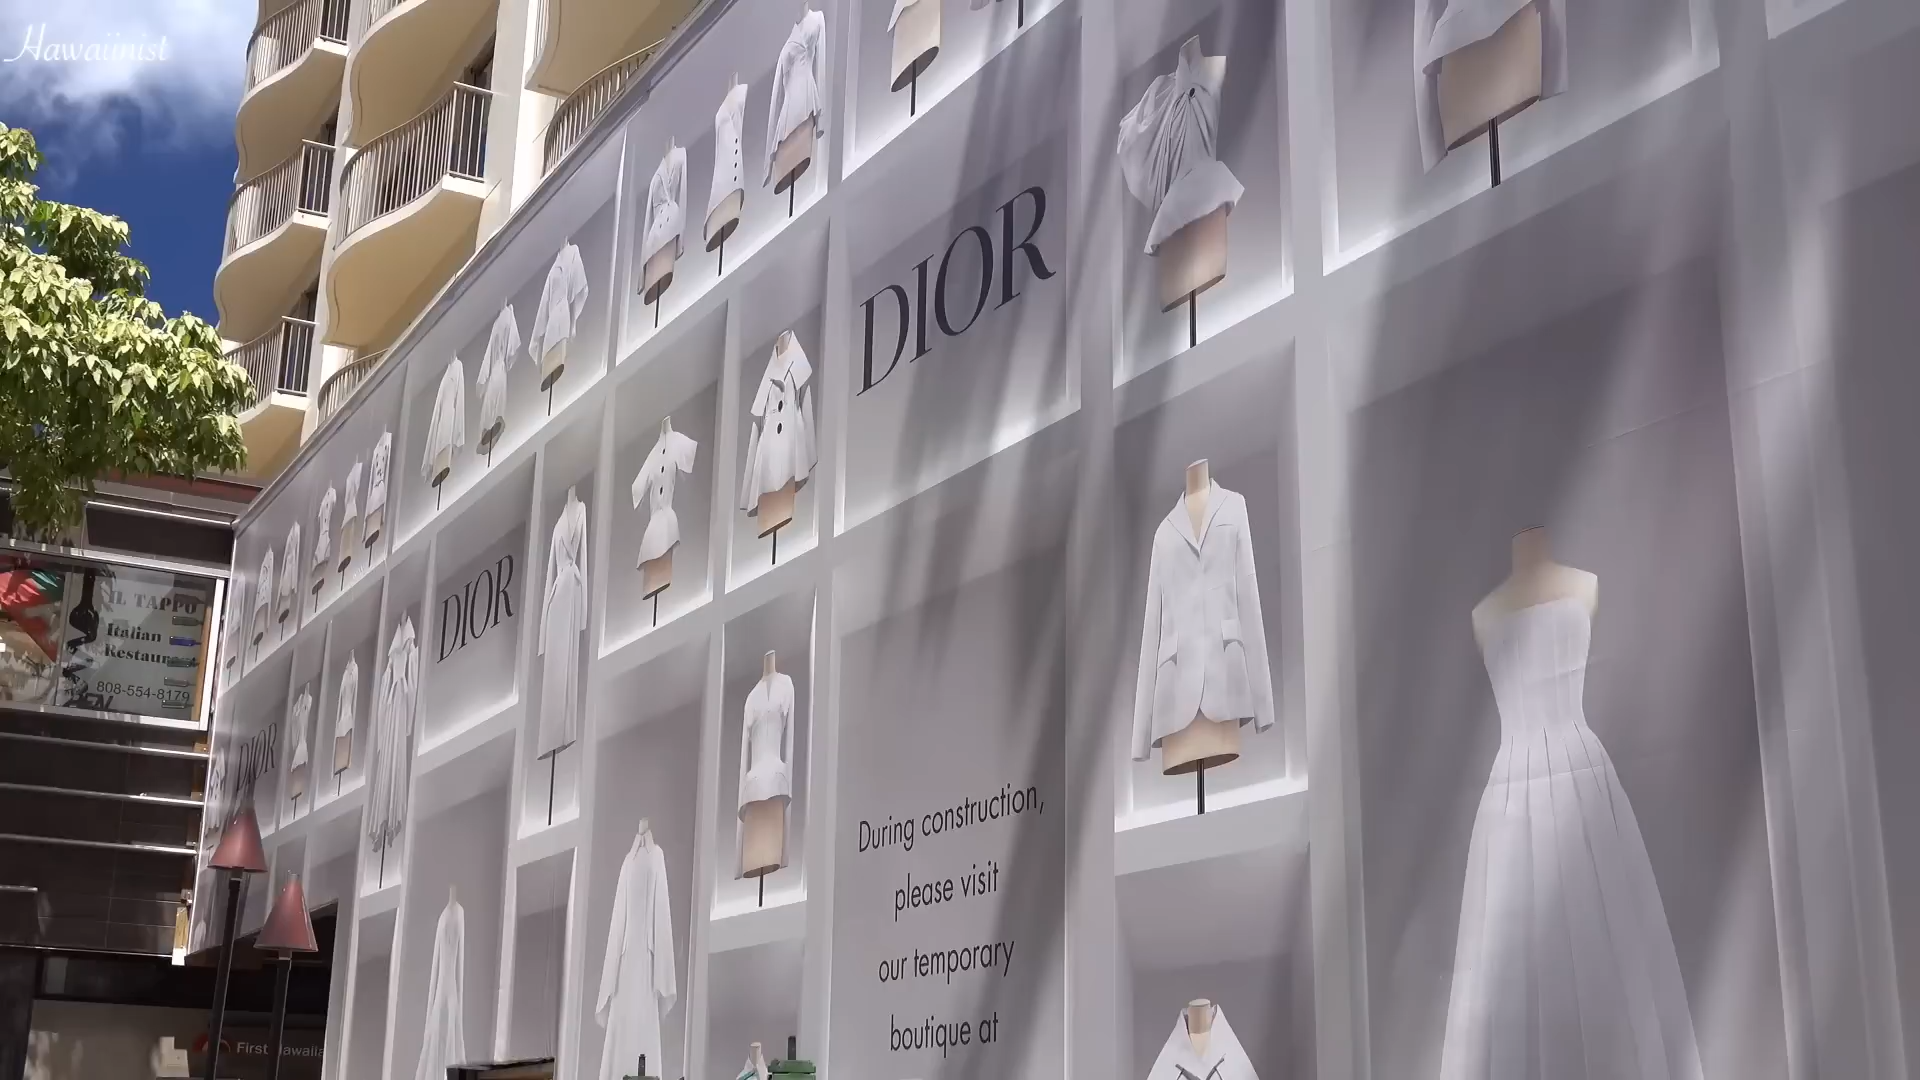 Hawaiinist
DIOR
DIOR
DIOR
IL TAPPO
Italian
808-554-8179
During construction,
please visit
our temporary
boutique at
First